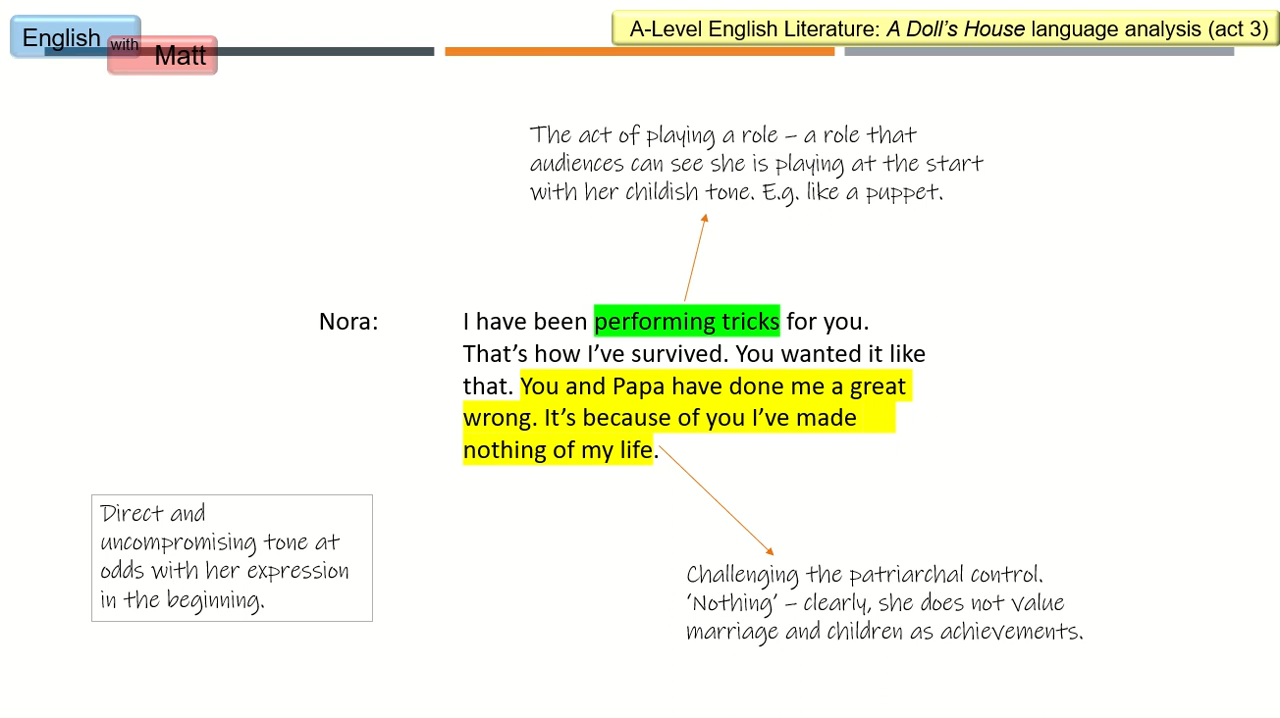 English with Matt
A-Level English Literature: A Doll's House language analysis (act 3)
The act of playing a role – a role that
audiences can see she is playing at the start
with her childish tone. E.g. like a puppet.
Nora: I have been performing tricks for you.
That's how I've survived. You wanted it like
that. You and Papa have done me a great
wrong. It's because of you I've made
nothing of my life.
Direct and
uncompromising tone at
odds with her expression
in the beginning.
Challenging the patriarchal control.
'Nothing' – clearly, she does not value
marriage and children as achievements.